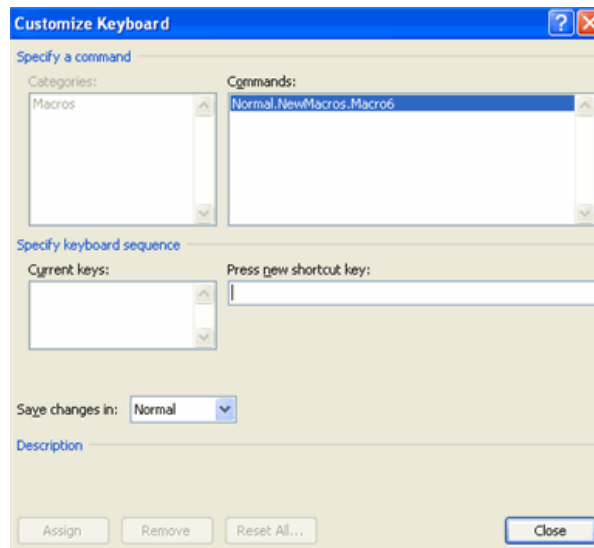 Customize Keyboard
Specify a command
Categories: Commands:
Macros Normal.NewMacros.Macro6
Specify keyboard sequence
Current keys: Press new shortcut key:
Save changes in: Normal
Description
Assign Remove Reset All... Close